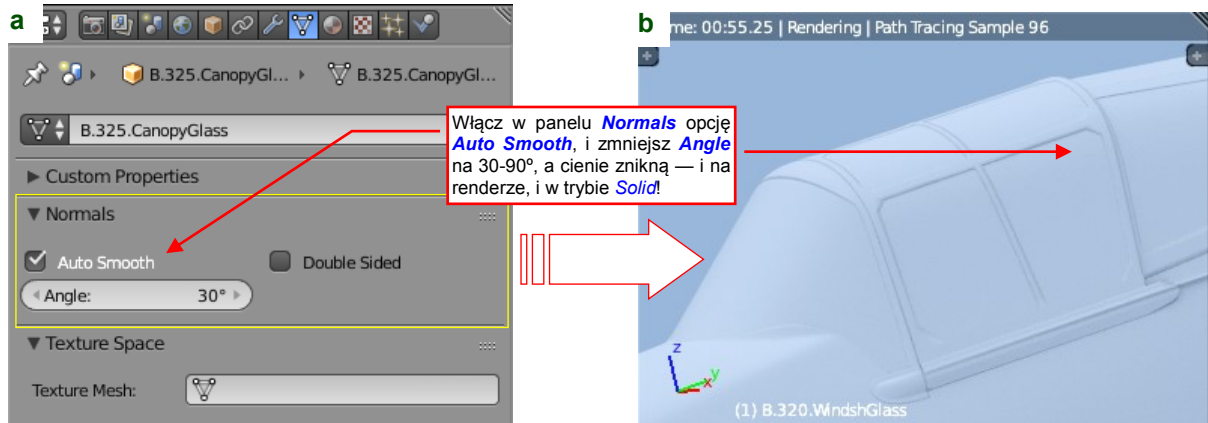 a
B.325.CanopyGl...
B.325.CanopyGl...
B.325.CanopyGlass
Custom Properties
Normals
Auto Smooth
Double Sided
Angle: 30°
Texture Space
Texture Mesh:
Włącz w panelu Normals opcję
Auto Smooth, i zmniejsz Angle
na 30-90º, a cienie znikną — i na
renderze, i w trybie Solid!
b
me: 00:55.25 | Rendering | Path Tracing Sample 96
z
y
x
(1) B.320.WindshGlass